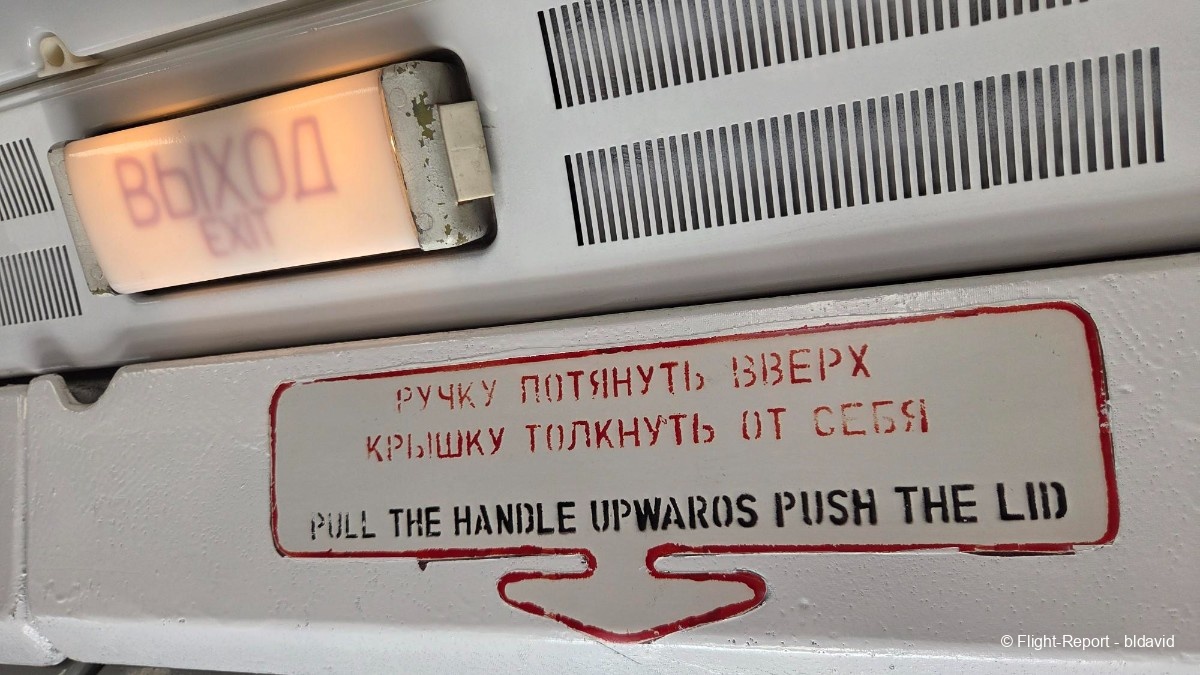 ВЫХОД
EXIT
РУЧКУ ПОТЯНУТЬ ВВЕРХ
КРЫШКУ ТОЛКНУТЬ ОТ СЕБЯ
PULL THE HANDLE UPWAROS PUSH THE LID
© Flight-Report - bldavid